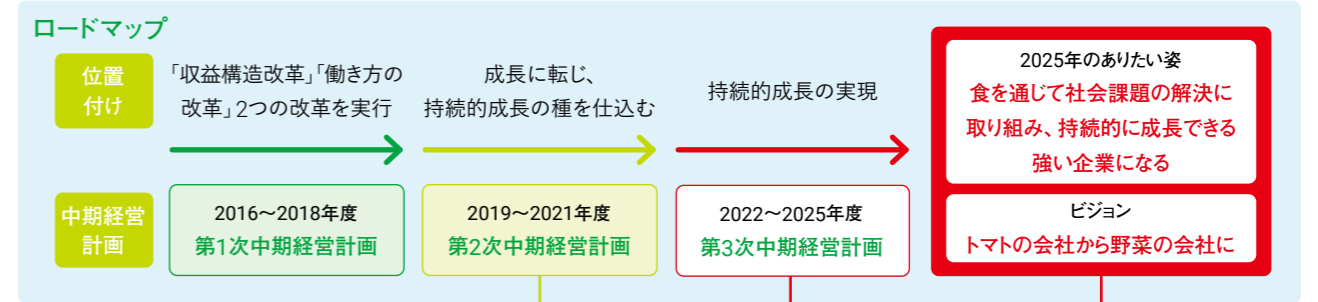 ロードマップ
位置
付け
「収益構造改革」「働き方の
改革」2つの改革を実行
成長に転じ、
持続的成長の種を仕込む
持続的成長の実現
2025年のありたい姿
食を通じて社会課題の解決に
取り組み、持続的に成長できる
強い企業になる
中期経営
計画
2016〜2018年度
第1次中期経営計画
2019〜2021年度
第2次中期経営計画
2022〜2025年度
第3次中期経営計画
ビジョン
トマトの会社から野菜の会社に